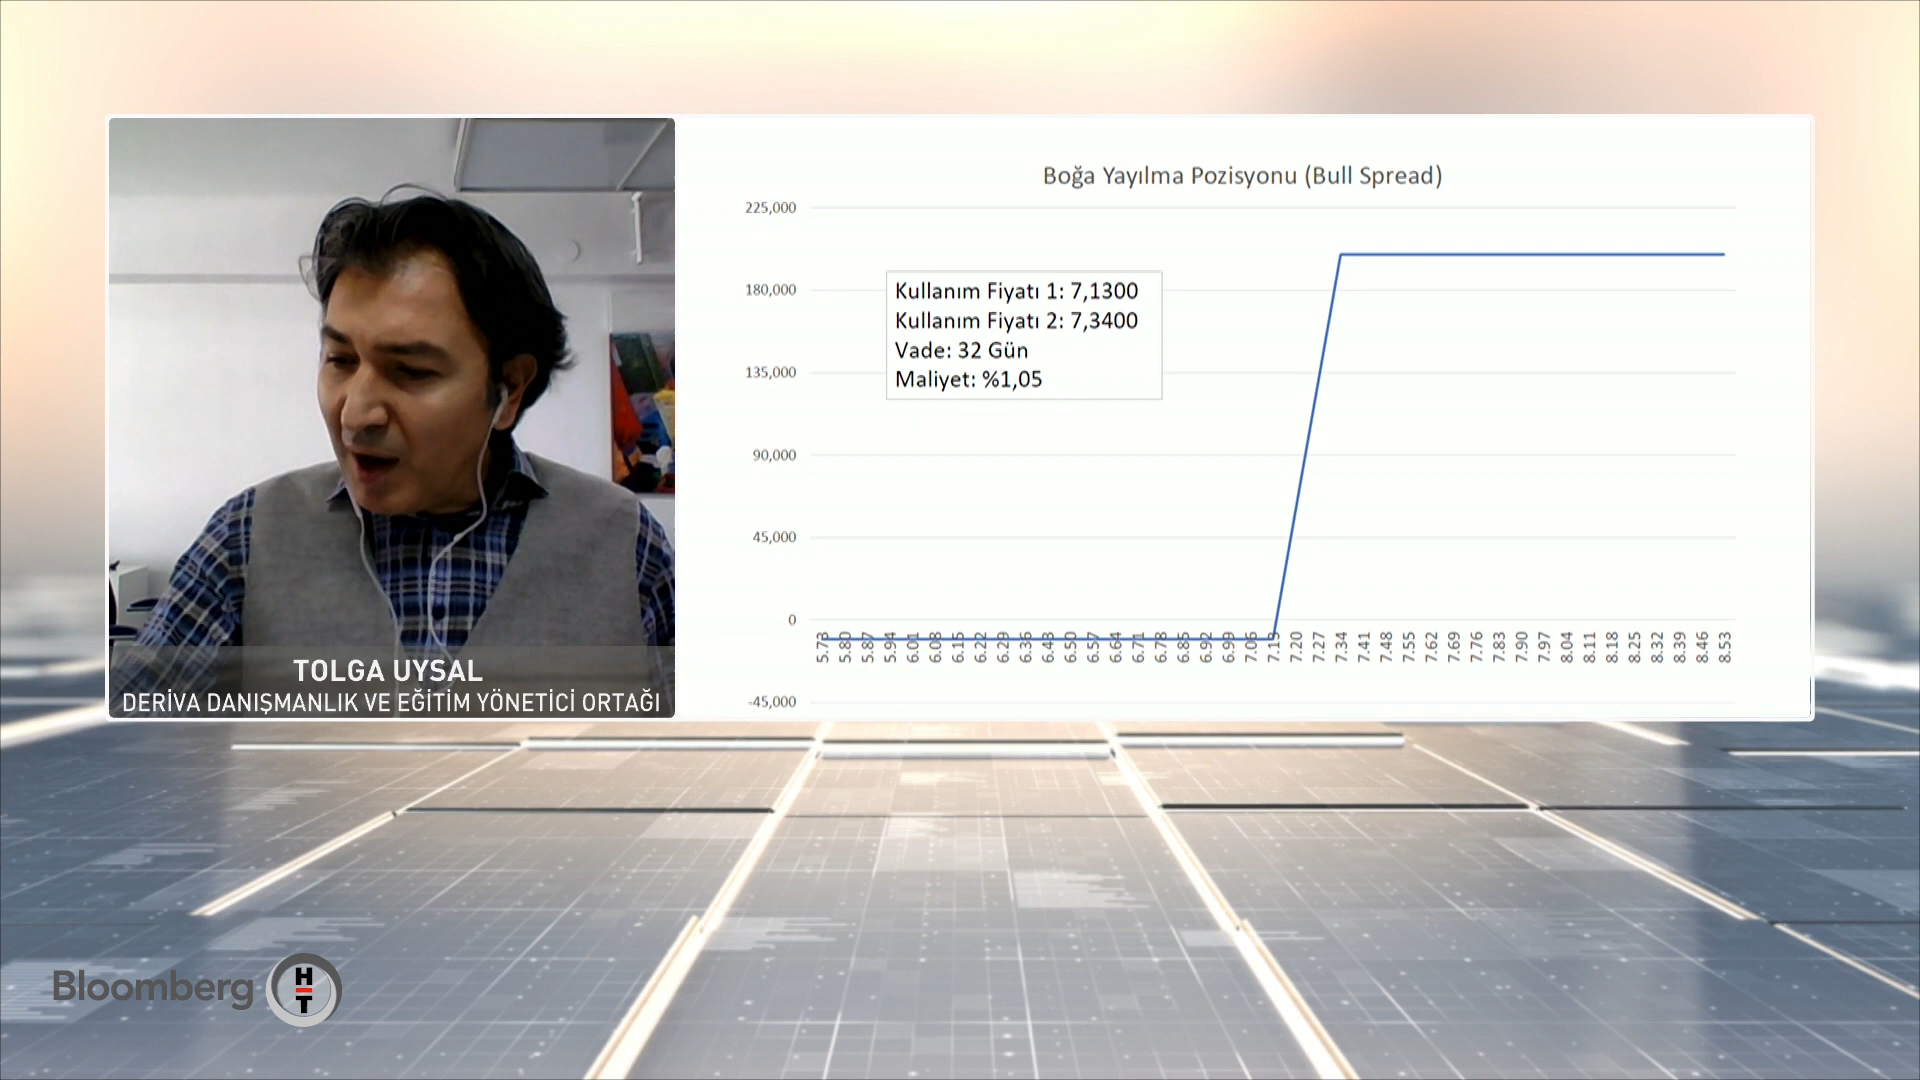 Boğa Yayılma Pozisyonu (Bull Spread)
225,000
180,000
135,000
90,000
45,000
0
-45,000
Kullanım Fiyatı 1: 7,1300
Kullanım Fiyatı 2: 7,3400
Vade: 32 Gün
Maliyet: %1,05
5.73 5.80 5.87 5.94 6.01 6.08 6.15 6.22 6.29 6.36 6.43 6.50 6.57 6.64 6.71 6.78 6.85 6.92 6.99 7.06 7.13 7.20 7.27 7.34 7.41 7.48 7.55 7.62 7.69 7.76 7.83 7.90 7.97 8.04 8.11 8.18 8.25 8.32 8.39 8.46 8.53
TOLGA UYSAL
DERİVA DANIŞMANLIK VE EĞİTİM YÖNETİCİ ORTAĞI
Bloomberg HT